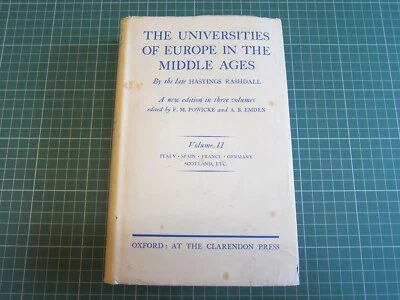 THE UNIVERSITIES
OF EUROPE IN THE
MIDDLE AGES
By the late HASTINGS RASHDALL
A new edition in three volumes
edited by F. M. POWICKE and A. B. EMDEN
Volume II
ITALY · SPAIN · FRANCE · GERMANY
SCOTLAND, ETC.
OXFORD: AT THE CLARENDON PRESS